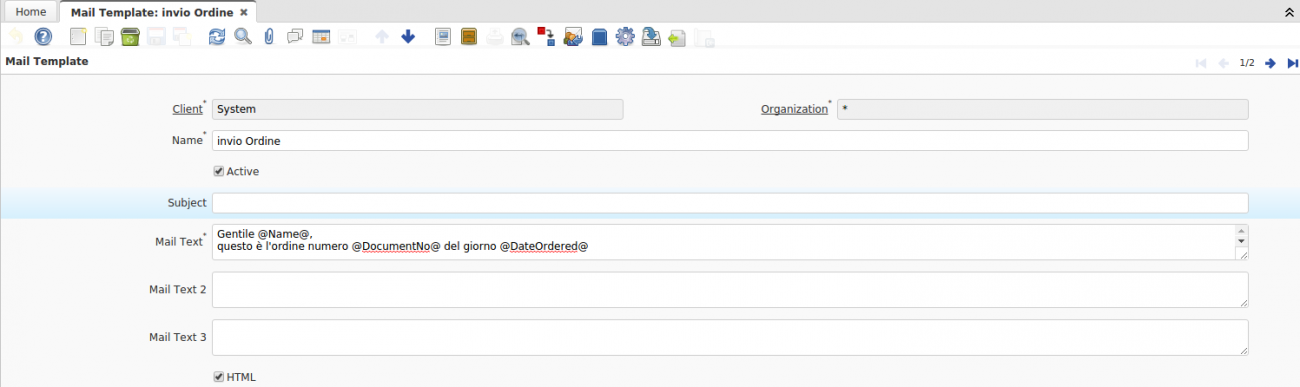 Home
Mail Template: invio Ordine
Mail Template
1/2
Client* System
Organization* *
Name* invio Ordine
Active
Subject
Mail Text* Gentile @Name@,
questo è l'ordine numero @DocumentNo@ del giorno @DateOrdered@
Mail Text 2
Mail Text 3
HTML